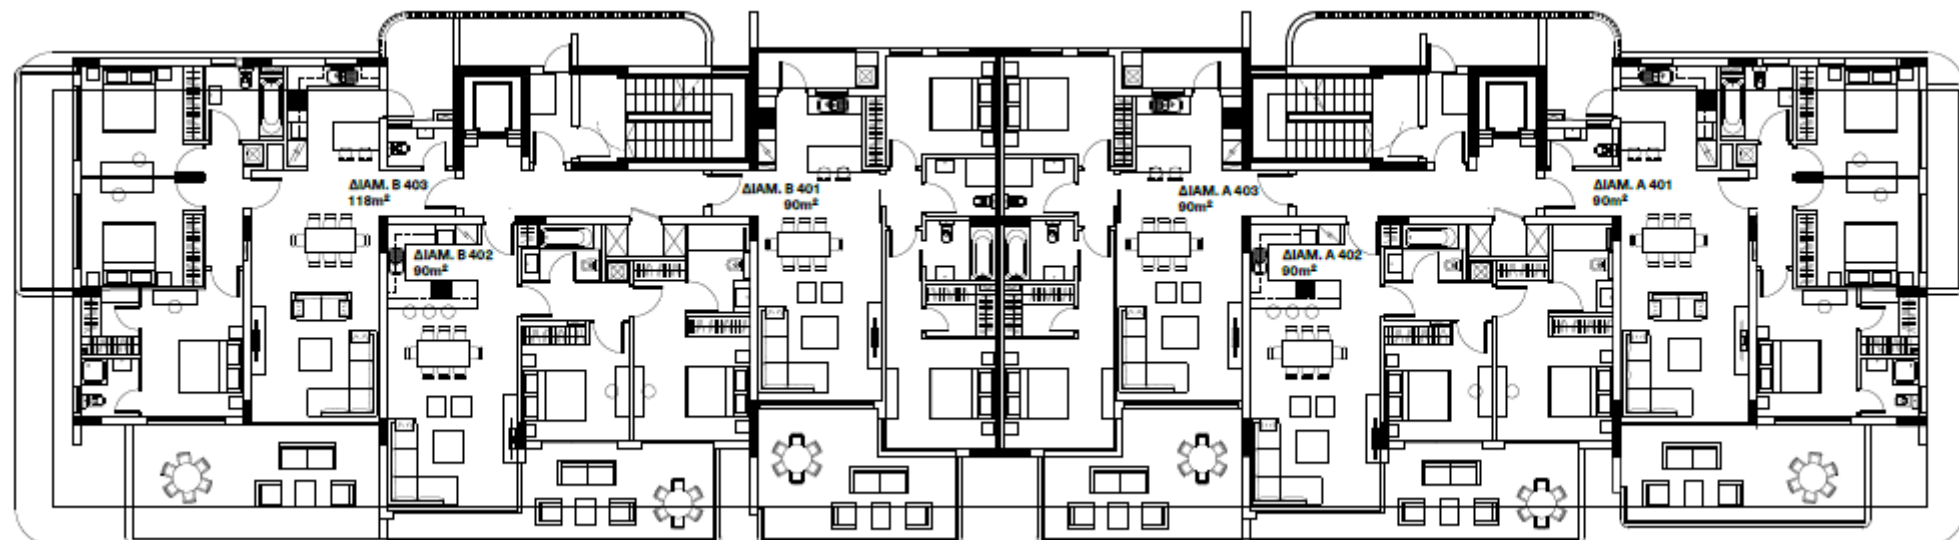 ΔΙΑΜ. Β 403
118m²
ΔΙΑΜ. Β 402
90m²
ΔΙΑΜ. Β 401
90m²
ΔΙΑΜ. Α 403
90m²
ΔΙΑΜ. Α 402
90m²
ΔΙΑΜ. Α 401
90m²